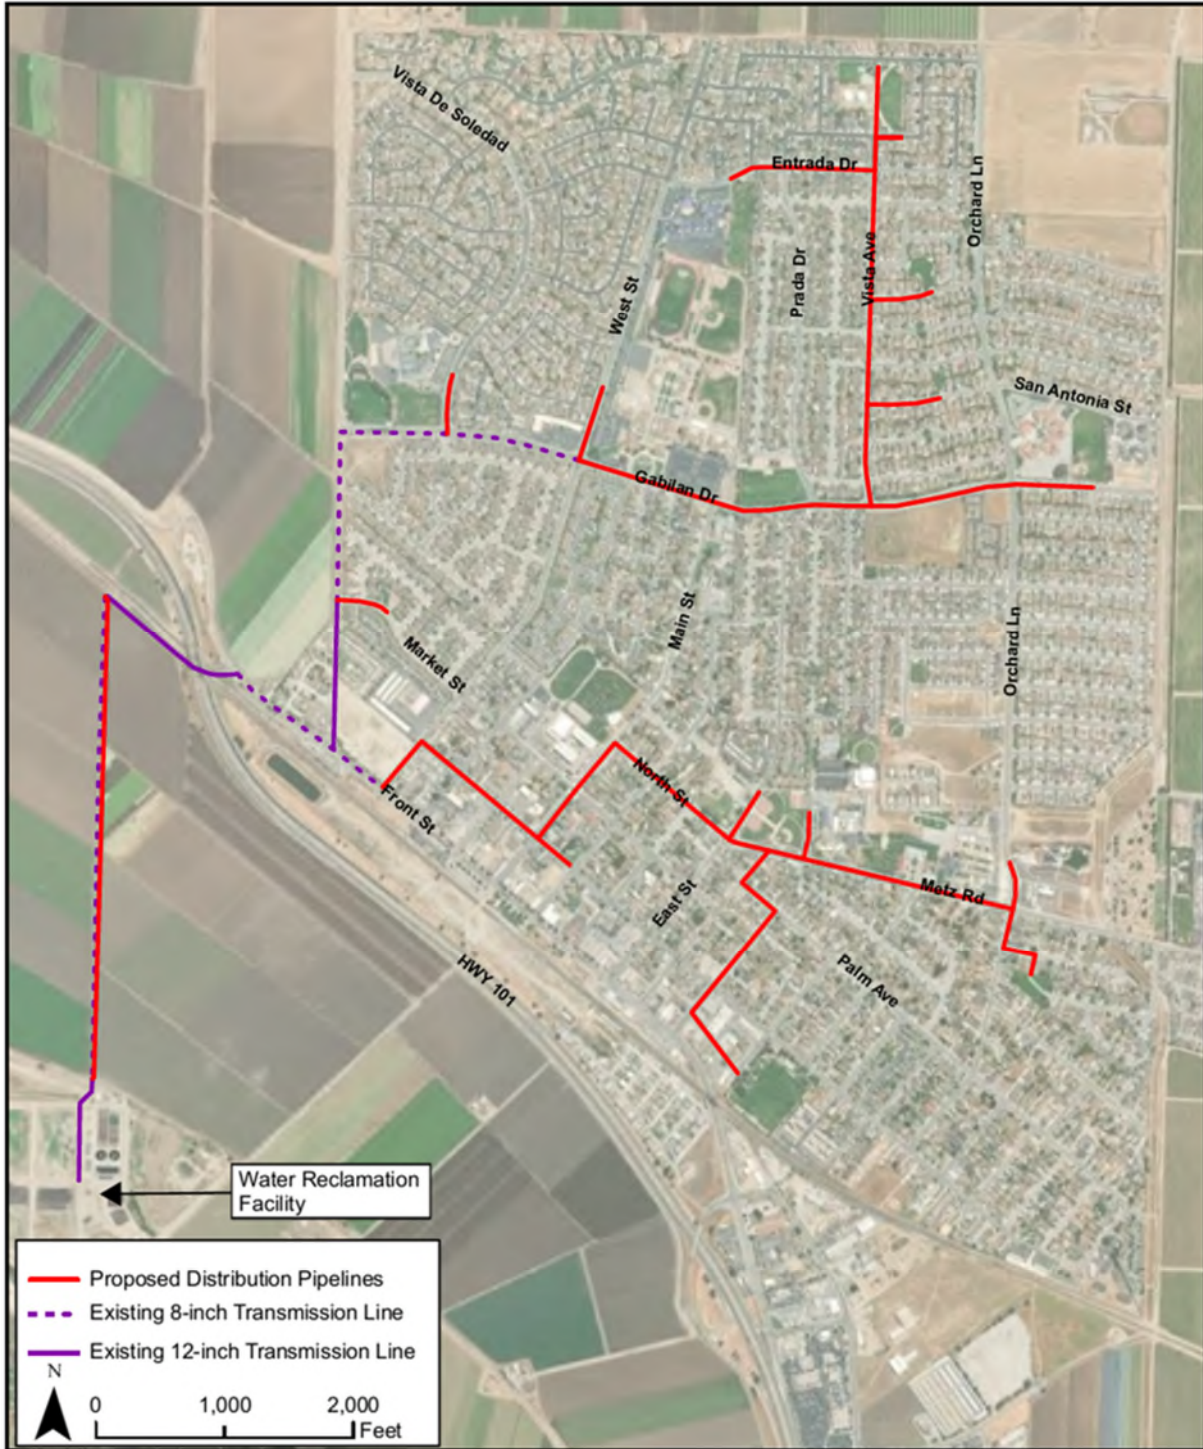 Vista De Soledad
Entrada Dr
Orchard Ln
Prada Dr
Vista Ave
West St
San Antonia St
Gabilan Dr
Main St
Orchard Ln
Market St
North St
Front St
East St
Metz Rd
Palm Ave
HWY 101
Water Reclamation
Facility
Proposed Distribution Pipelines
Existing 8-inch Transmission Line
Existing 12-inch Transmission Line
N
0 1,000 2,000
Feet